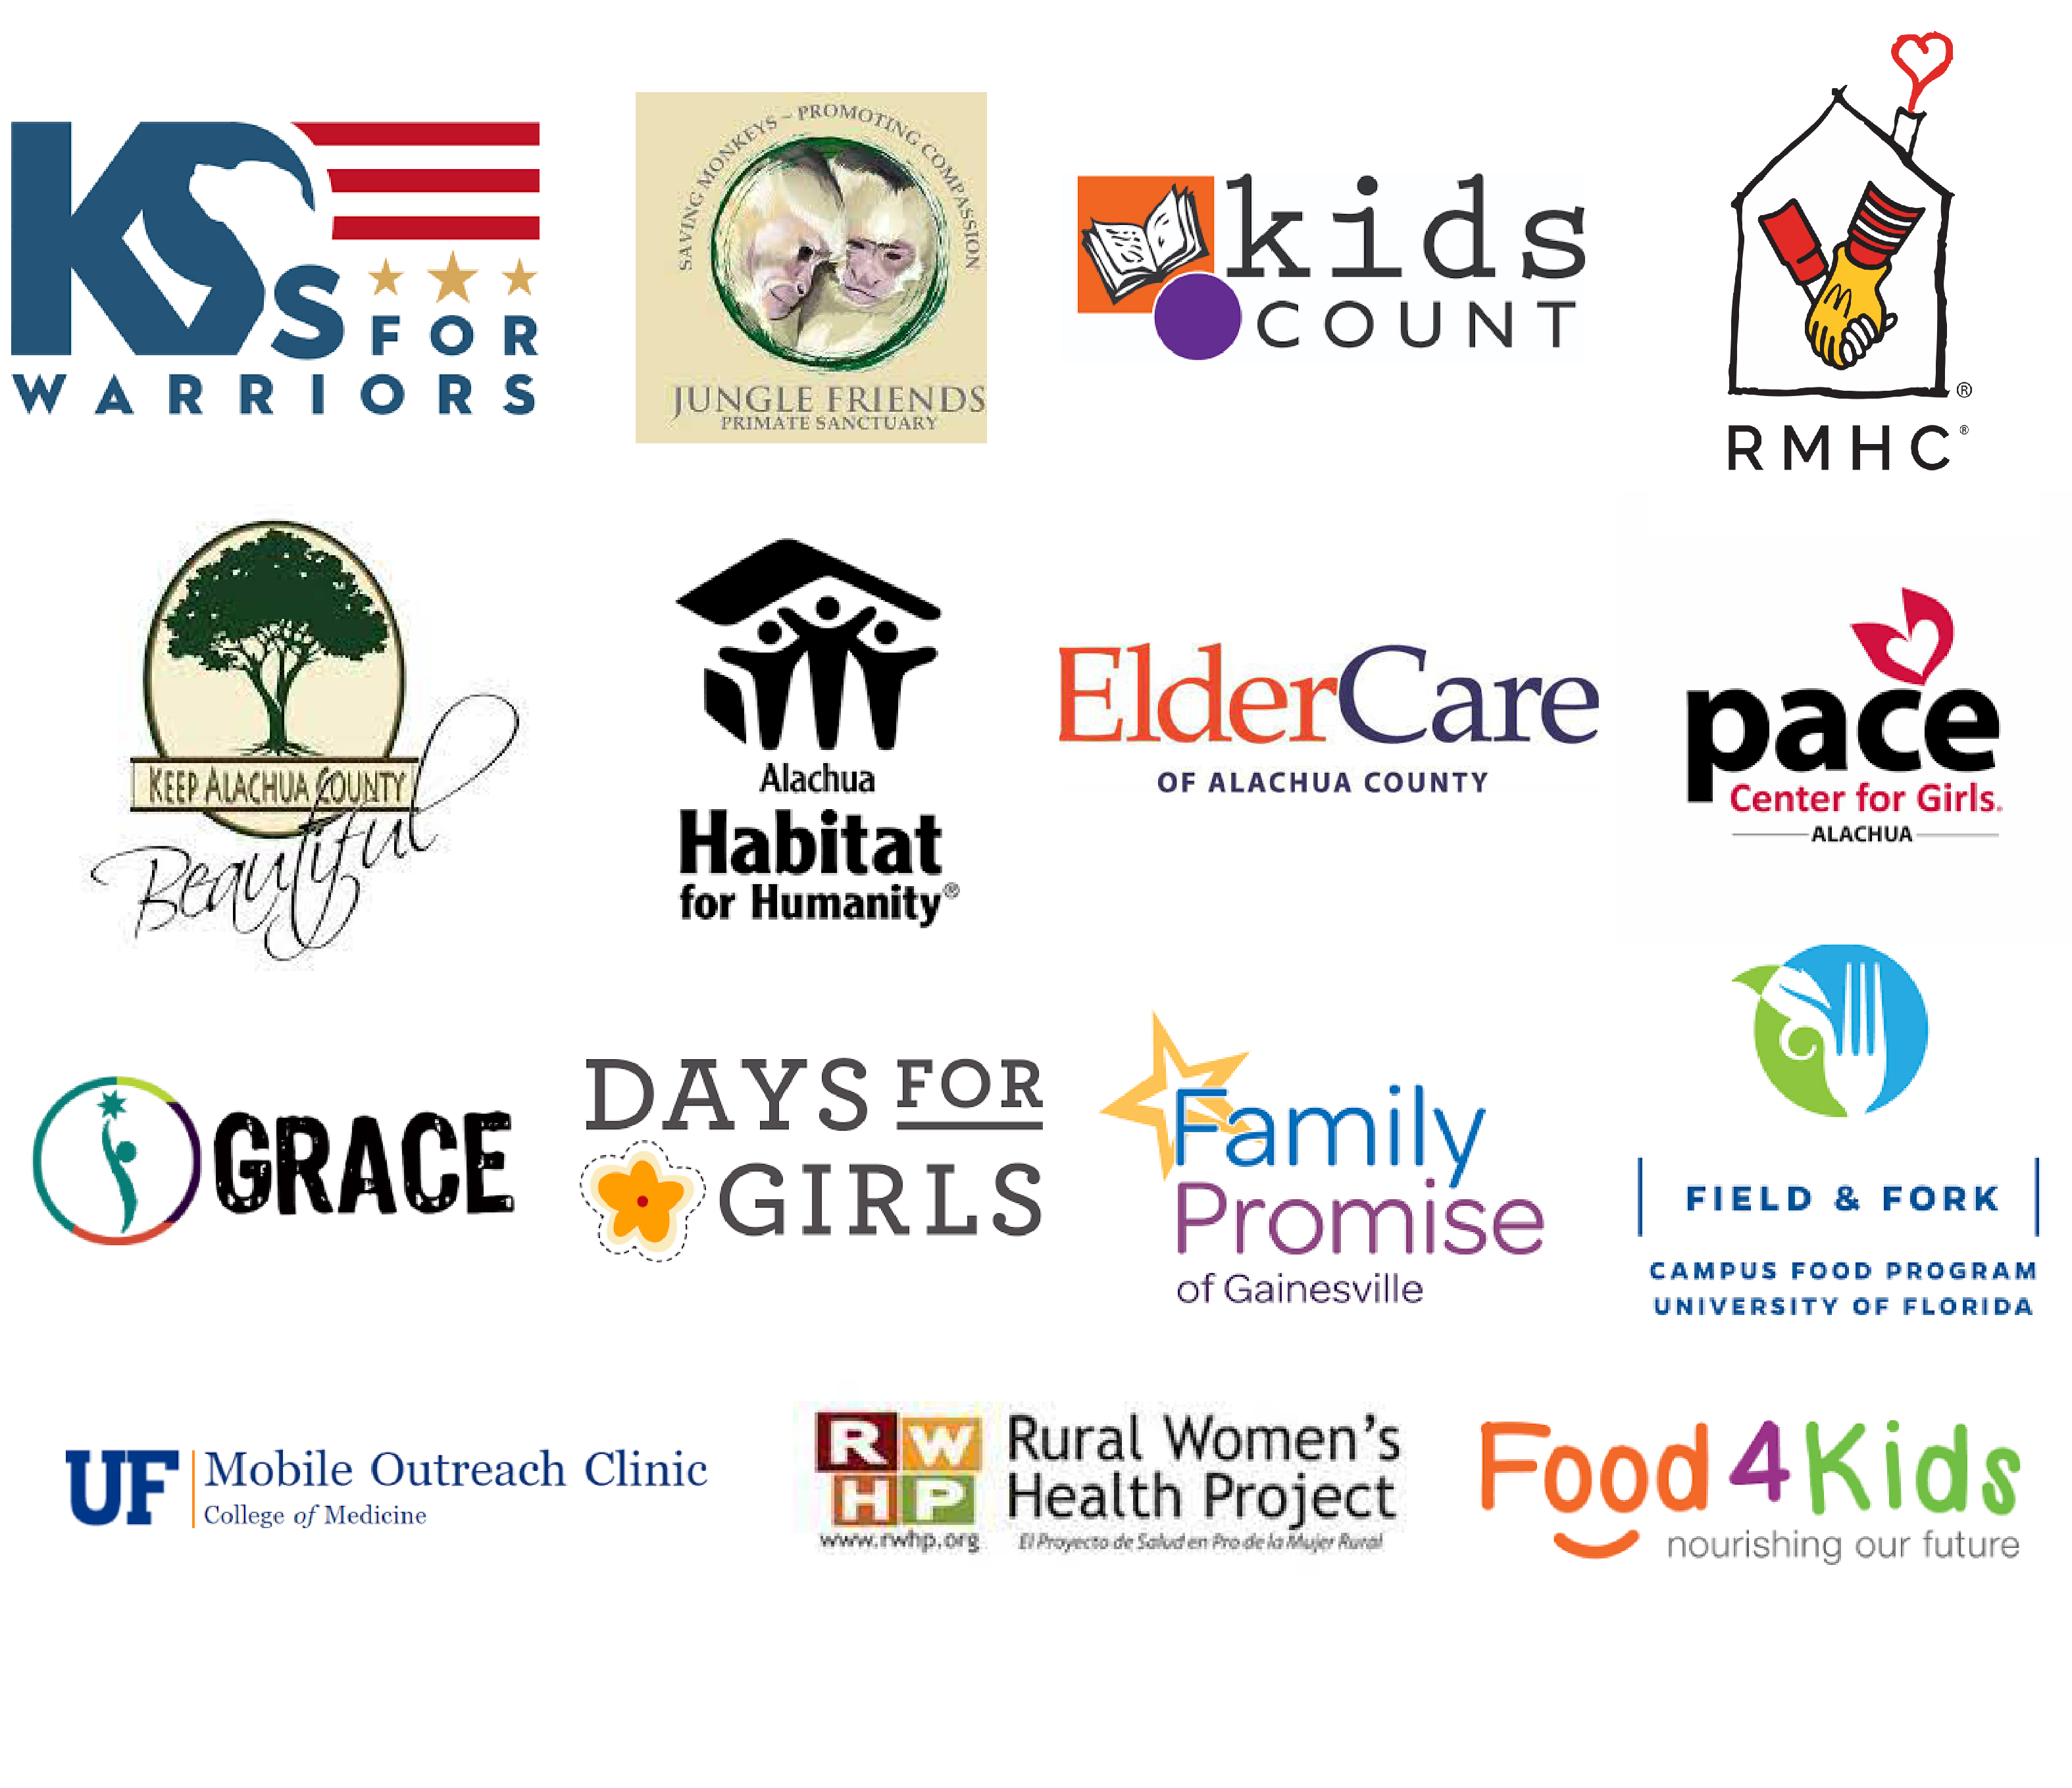 K9s FOR
WARRIORS
SAVING MONKEYS ~ PROMOTING COMPASSION
JUNGLE FRIENDS
PRIMATE SANCTUARY
kids
COUNT
RMHC®
KEEP ALACHUA COUNTY
Beautiful
Alachua
Habitat
for Humanity®
ElderCare
OF ALACHUA COUNTY
pace
Center for Girls.
ALACHUA
GRACE
DAYS FOR
GIRLS
Family
Promise
of Gainesville
FIELD & FORK
CAMPUS FOOD PROGRAM
UNIVERSITY OF FLORIDA
UF Mobile Outreach Clinic
College of Medicine
RW
HP
www.rwhp.org
Rural Women's
Health Project
El Proyecto de Salud en Pro de la Mujer Rural
Food4Kids
nourishing our future